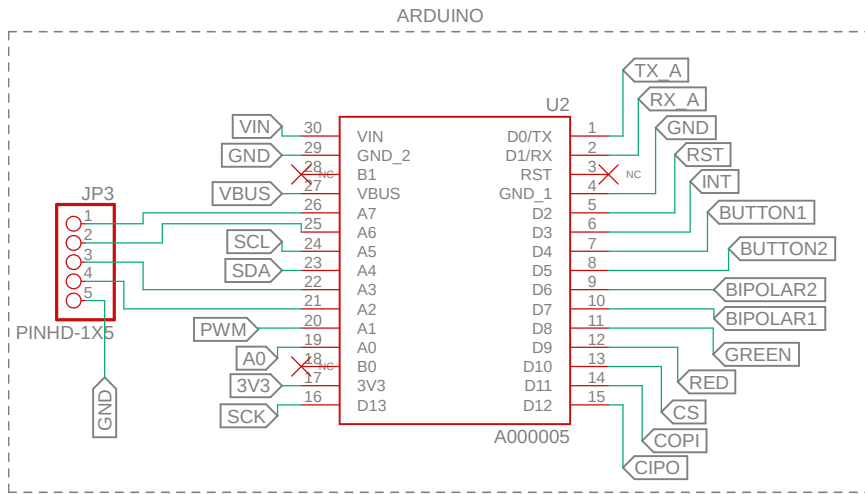 ARDUINO
U2
A000005
VIN 30 VIN
GND 29 GND_2
28 NC B1
VBUS 27 VBUS
26 A7
25 A6
SCL 24 A5
SDA 23 A4
22 A3
21 A2
PWM 20 A1
A0 19 A0
18 NC B0
3V3 17 3V3
SCK 16 D13
D0/TX 1 TX_A
D1/RX 2 RX_A
RST 3 NC
GND_1 4 GND
D2 5 RST
D3 6 INT
D4 7 BUTTON1
D5 8 BUTTON2
D6 9 BIPOLAR2
D7 10 BIPOLAR1
D8 11 GREEN
D9 12 RED
D10 13 CS
D11 14 COPI
D12 15 CIPO
JP3
1
2
3
4
5
PINHD-1X5
GND